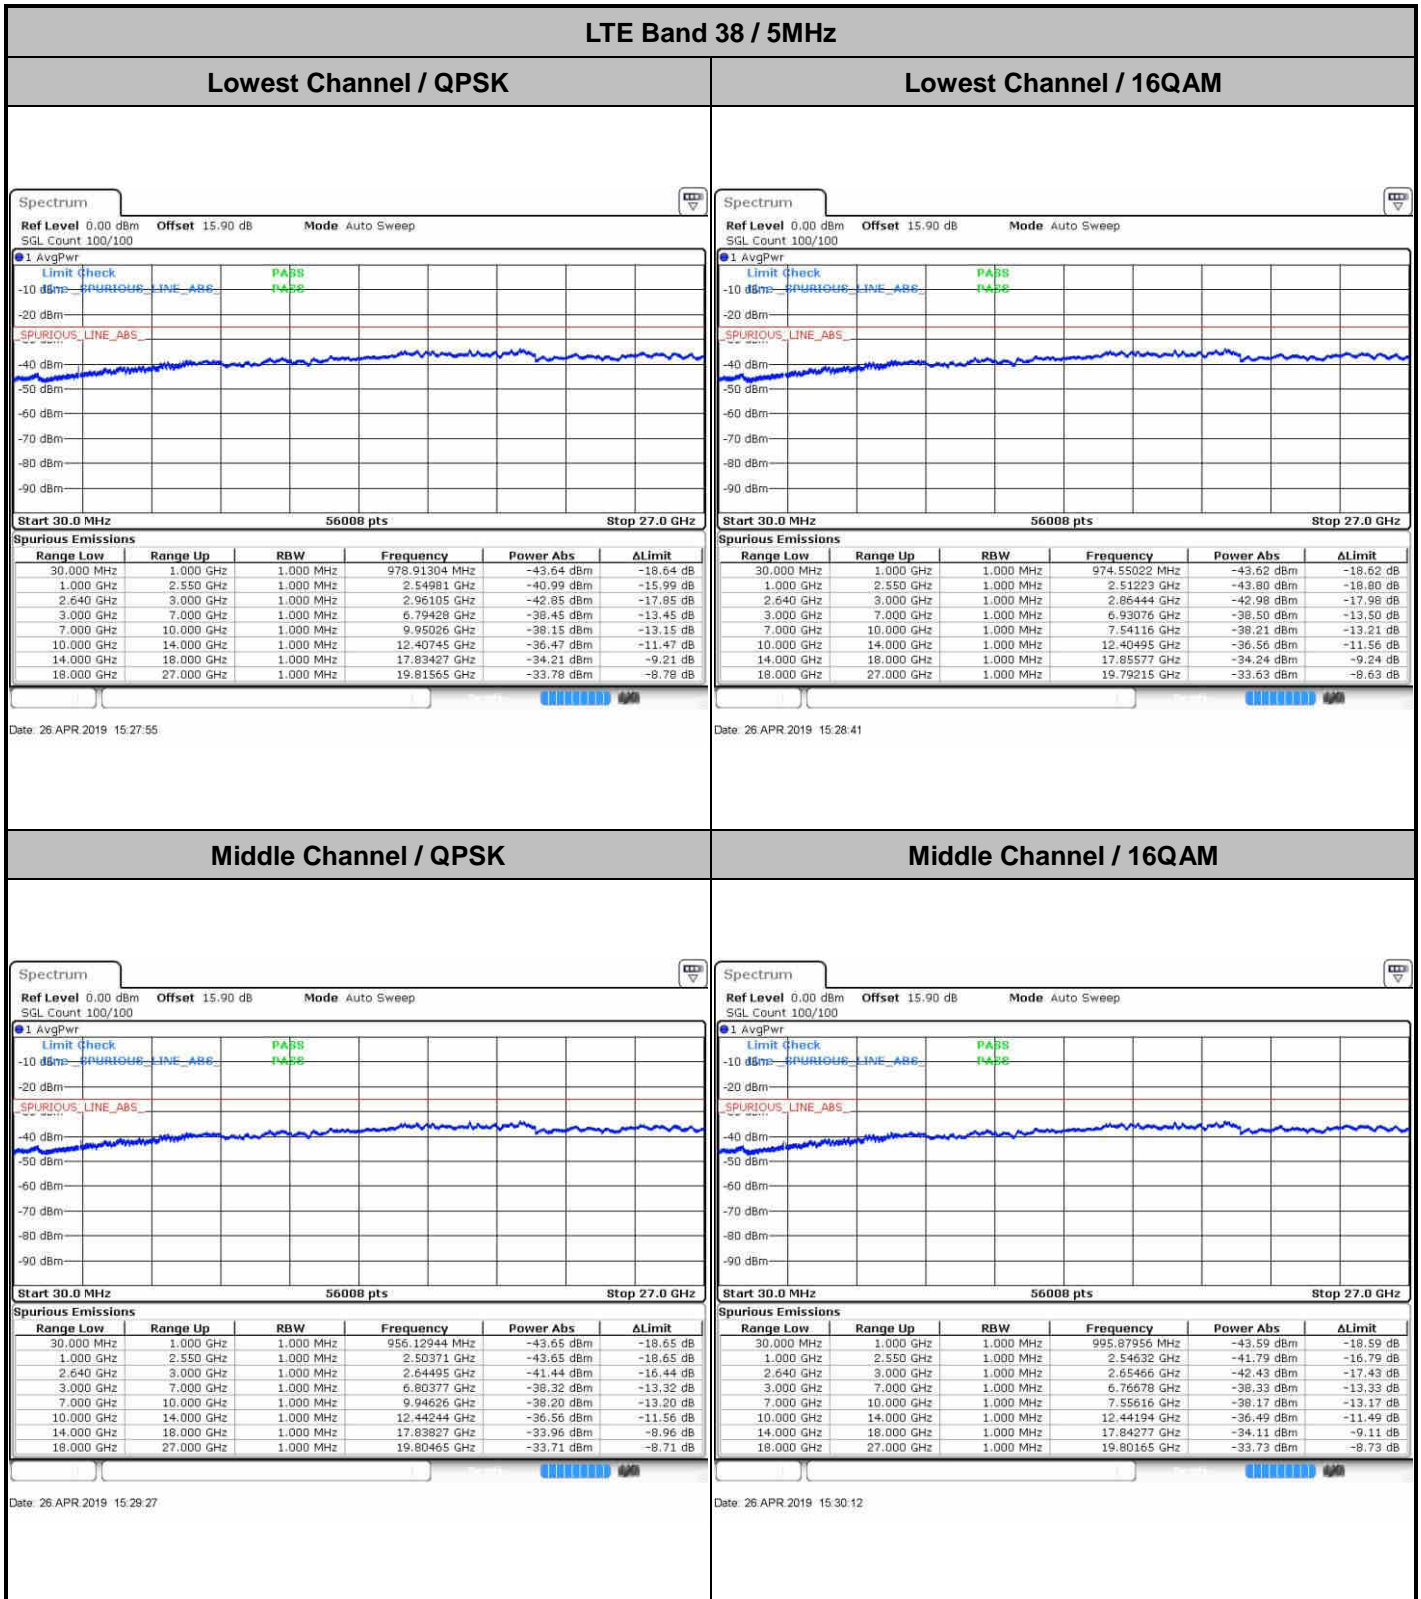 LTE Band 38 / 5MHz
Lowest Channel / QPSK
Lowest Channel / 16QAM
Spectrum
Ref Level 0.00 dBm Offset 15.90 dB Mode Auto Sweep
SGL Count 100/100
1 AvgPwr
Limit Check PASS
Line _SPURIOUS_LINE_ABS_ PASS
-10 dBm
-20 dBm
_SPURIOUS_LINE_ABS_
-40 dBm
-50 dBm
-60 dBm
-70 dBm
-80 dBm
-90 dBm
Start 30.0 MHz 56008 pts Stop 27.0 GHz
Spurious Emissions
Range Low Range Up RBW Frequency Power Abs ΔLimit
30.000 MHz 1.000 GHz 1.000 MHz 978.91304 MHz -43.64 dBm -18.64 dB
1.000 GHz 2.550 GHz 1.000 MHz 2.54981 GHz -40.99 dBm -15.99 dB
2.640 GHz 3.000 GHz 1.000 MHz 2.96105 GHz -42.85 dBm -17.85 dB
3.000 GHz 7.000 GHz 1.000 MHz 6.79428 GHz -38.45 dBm -13.45 dB
7.000 GHz 10.000 GHz 1.000 MHz 9.95026 GHz -38.15 dBm -13.15 dB
10.000 GHz 14.000 GHz 1.000 MHz 12.40745 GHz -36.47 dBm -11.47 dB
14.000 GHz 18.000 GHz 1.000 MHz 17.83427 GHz -34.21 dBm -9.21 dB
18.000 GHz 27.000 GHz 1.000 MHz 19.81565 GHz -33.78 dBm -8.78 dB
Date: 26.APR.2019 15:27:55
Spectrum
Ref Level 0.00 dBm Offset 15.90 dB Mode Auto Sweep
SGL Count 100/100
1 AvgPwr
Limit Check PASS
Line _SPURIOUS_LINE_ABS_ PASS
-10 dBm
-20 dBm
_SPURIOUS_LINE_ABS_
-40 dBm
-50 dBm
-60 dBm
-70 dBm
-80 dBm
-90 dBm
Start 30.0 MHz 56008 pts Stop 27.0 GHz
Spurious Emissions
Range Low Range Up RBW Frequency Power Abs ΔLimit
30.000 MHz 1.000 GHz 1.000 MHz 974.55022 MHz -43.62 dBm -18.62 dB
1.000 GHz 2.550 GHz 1.000 MHz 2.51223 GHz -43.80 dBm -18.80 dB
2.640 GHz 3.000 GHz 1.000 MHz 2.86444 GHz -42.98 dBm -17.98 dB
3.000 GHz 7.000 GHz 1.000 MHz 6.93076 GHz -38.50 dBm -13.50 dB
7.000 GHz 10.000 GHz 1.000 MHz 7.54116 GHz -38.21 dBm -13.21 dB
10.000 GHz 14.000 GHz 1.000 MHz 12.40495 GHz -36.56 dBm -11.56 dB
14.000 GHz 18.000 GHz 1.000 MHz 17.85577 GHz -34.24 dBm -9.24 dB
18.000 GHz 27.000 GHz 1.000 MHz 19.79215 GHz -33.63 dBm -8.63 dB
Date: 26.APR.2019 15:28:41
Middle Channel / QPSK
Middle Channel / 16QAM
Spectrum
Ref Level 0.00 dBm Offset 15.90 dB Mode Auto Sweep
SGL Count 100/100
1 AvgPwr
Limit Check PASS
Line _SPURIOUS_LINE_ABS_ PASS
-10 dBm
-20 dBm
_SPURIOUS_LINE_ABS_
-40 dBm
-50 dBm
-60 dBm
-70 dBm
-80 dBm
-90 dBm
Start 30.0 MHz 56008 pts Stop 27.0 GHz
Spurious Emissions
Range Low Range Up RBW Frequency Power Abs ΔLimit
30.000 MHz 1.000 GHz 1.000 MHz 956.12944 MHz -43.65 dBm -18.65 dB
1.000 GHz 2.550 GHz 1.000 MHz 2.50371 GHz -43.65 dBm -18.65 dB
2.640 GHz 3.000 GHz 1.000 MHz 2.64495 GHz -41.44 dBm -16.44 dB
3.000 GHz 7.000 GHz 1.000 MHz 6.80377 GHz -38.32 dBm -13.32 dB
7.000 GHz 10.000 GHz 1.000 MHz 9.94626 GHz -38.20 dBm -13.20 dB
10.000 GHz 14.000 GHz 1.000 MHz 12.44244 GHz -36.56 dBm -11.56 dB
14.000 GHz 18.000 GHz 1.000 MHz 17.83827 GHz -33.96 dBm -8.96 dB
18.000 GHz 27.000 GHz 1.000 MHz 19.80465 GHz -33.71 dBm -8.71 dB
Date: 26.APR.2019 15:29:27
Spectrum
Ref Level 0.00 dBm Offset 15.90 dB Mode Auto Sweep
SGL Count 100/100
1 AvgPwr
Limit Check PASS
Line _SPURIOUS_LINE_ABS_ PASS
-10 dBm
-20 dBm
_SPURIOUS_LINE_ABS_
-40 dBm
-50 dBm
-60 dBm
-70 dBm
-80 dBm
-90 dBm
Start 30.0 MHz 56008 pts Stop 27.0 GHz
Spurious Emissions
Range Low Range Up RBW Frequency Power Abs ΔLimit
30.000 MHz 1.000 GHz 1.000 MHz 995.87956 MHz -43.59 dBm -18.59 dB
1.000 GHz 2.550 GHz 1.000 MHz 2.54632 GHz -41.79 dBm -16.79 dB
2.640 GHz 3.000 GHz 1.000 MHz 2.65466 GHz -42.43 dBm -17.43 dB
3.000 GHz 7.000 GHz 1.000 MHz 6.76678 GHz -38.33 dBm -13.33 dB
7.000 GHz 10.000 GHz 1.000 MHz 7.55616 GHz -38.17 dBm -13.17 dB
10.000 GHz 14.000 GHz 1.000 MHz 12.44194 GHz -36.49 dBm -11.49 dB
14.000 GHz 18.000 GHz 1.000 MHz 17.84277 GHz -34.11 dBm -9.11 dB
18.000 GHz 27.000 GHz 1.000 MHz 19.80165 GHz -33.73 dBm -8.73 dB
Date: 26.APR.2019 15:30:12